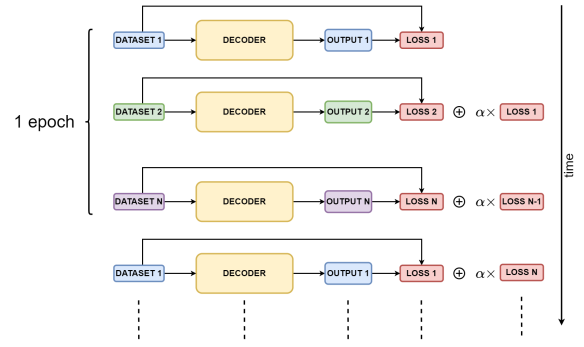 DATASET 1 DECODER OUTPUT 1 LOSS 1
1 epoch
DATASET 2 DECODER OUTPUT 2 LOSS 2 ⊕ α× LOSS 1
time
DATASET N DECODER OUTPUT N LOSS N ⊕ α× LOSS N-1
DATASET 1 DECODER OUTPUT 1 LOSS 1 ⊕ α× LOSS N